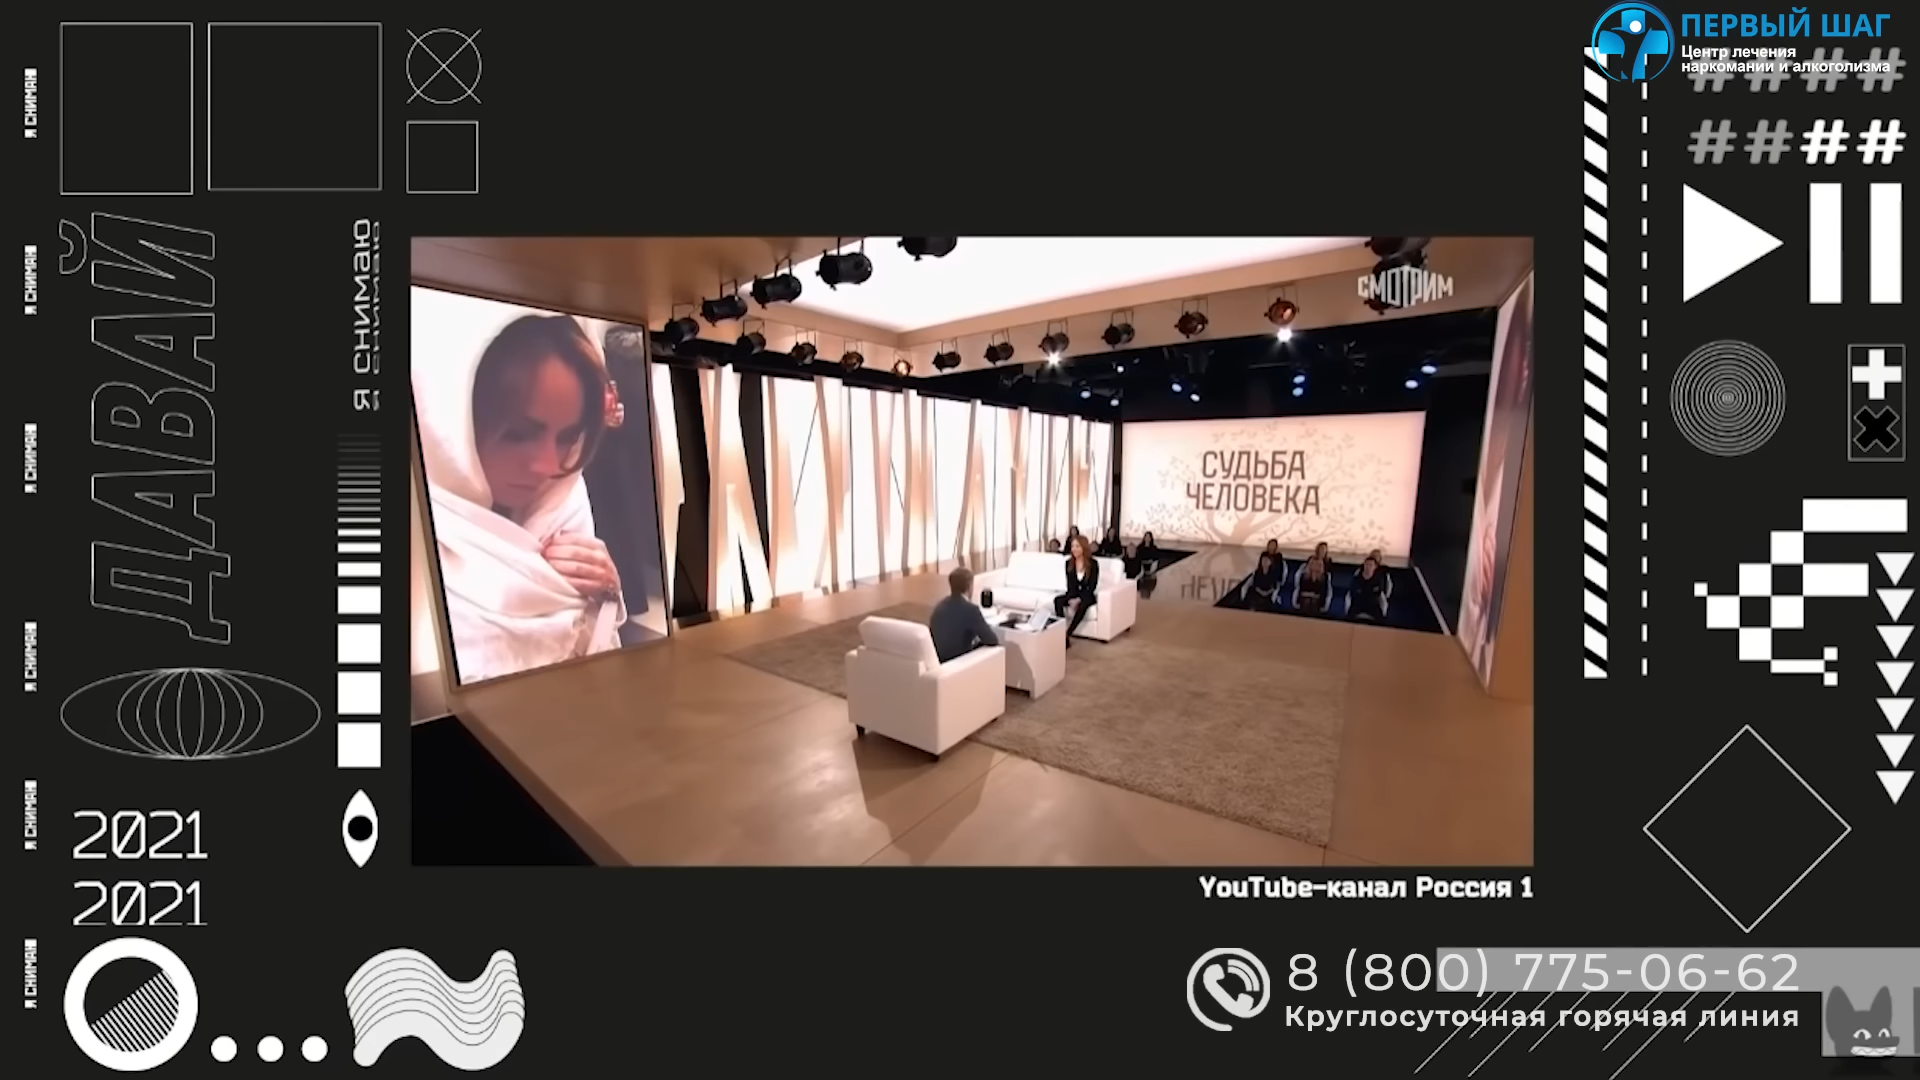 ПЕРВЫЙ ШАГ
Центр лечения
наркомании и алкоголизма
####
####
Я СНИМАЮ
Я СНИМАЮ
ДАВАЙ
СМОТРИМ
СУДЬБА
ЧЕЛОВЕКА
2021
2021
YouTube-канал Россия 1
8 (800) 775-06-62
Круглосуточная горячая линия